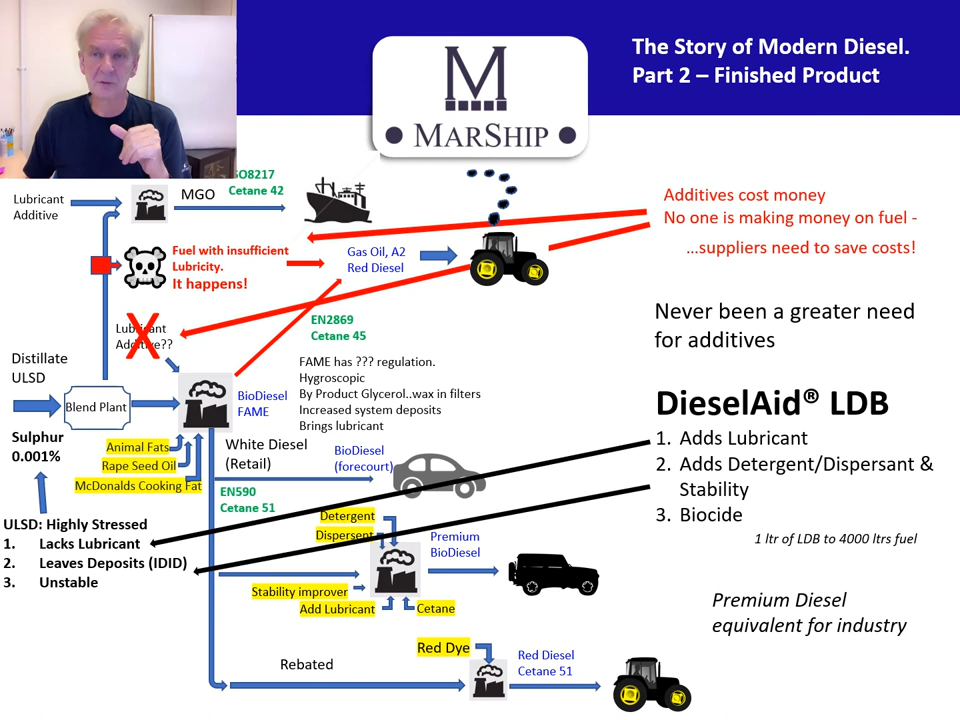 The Story of Modern Diesel.
Part 2 – Finished Product
M
MARSHIP
Lubricant
Additive
MGO
SO8217
Cetane 42
Additives cost money
No one is making money on fuel -
...suppliers need to save costs!
Fuel with insufficient
Lubricity.
It happens!
Gas Oil, A2
Red Diesel
Never been a greater need
for additives
Lubricant
Additive??
EN2869
Cetane 45
Distillate
ULSD
Blend Plant
BioDiesel
FAME
FAME has ??? regulation.
Hygroscopic
By Product Glycerol..wax in filters
Increased system deposits
Brings lubricant
DieselAid® LDB
1. Adds Lubricant
2. Adds Detergent/Dispersant &
Stability
3. Biocide
1 ltr of LDB to 4000 ltrs fuel
Premium Diesel
equivalent for industry
Sulphur
0.001%
Animal Fats
Rape Seed Oil
McDonalds Cooking Fat
White Diesel
(Retail)
BioDiesel
(forecourt)
EN590
Cetane 51
ULSD: Highly Stressed
1. Lacks Lubricant
2. Leaves Deposits (IDID)
3. Unstable
Detergent
Dispersent
Premium
BioDiesel
Stability improver
Add Lubricant
Cetane
Red Dye
Rebated
Red Diesel
Cetane 51